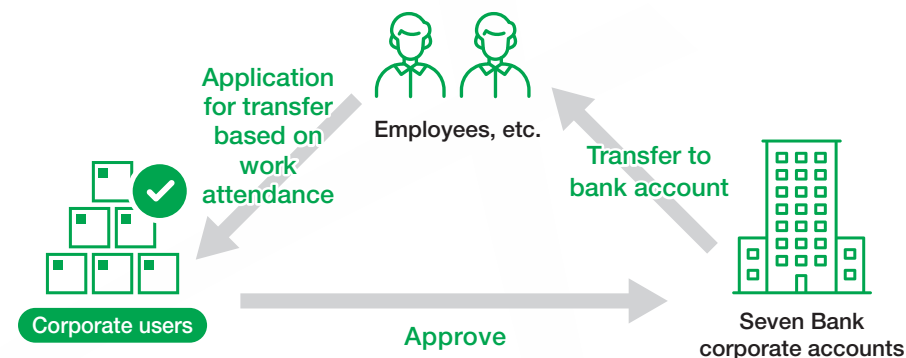 Application
for transfer
based on
work
attendance
Employees, etc.
Transfer to
bank account
Corporate users
Approve
Seven Bank
corporate accounts